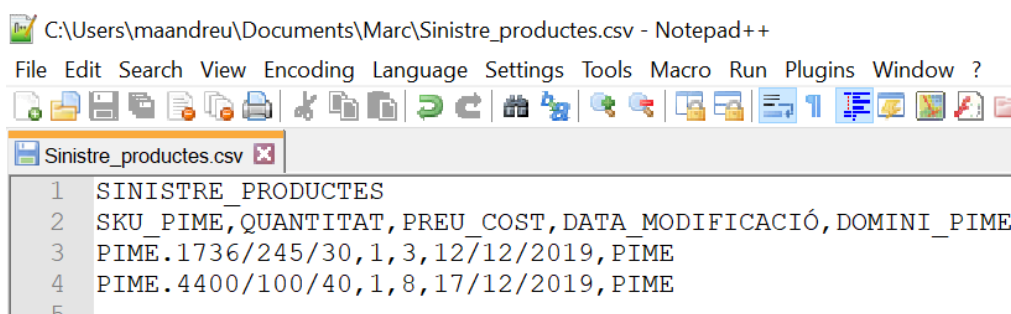 C:\Users\maandreu\Documents\Marc\Sinistre_productes.csv - Notepad++
File Edit Search View Encoding Language Settings Tools Macro Run Plugins Window ?
Sinistre_productes.csv
1 SINISTRE_PRODUCTES
2 SKU_PIME,QUANTITAT,PREU_COST,DATA_MODIFICACIÓ,DOMINI_PIME
3 PIME.1736/245/30,1,3,12/12/2019,PIME
4 PIME.4400/100/40,1,8,17/12/2019,PIME
5